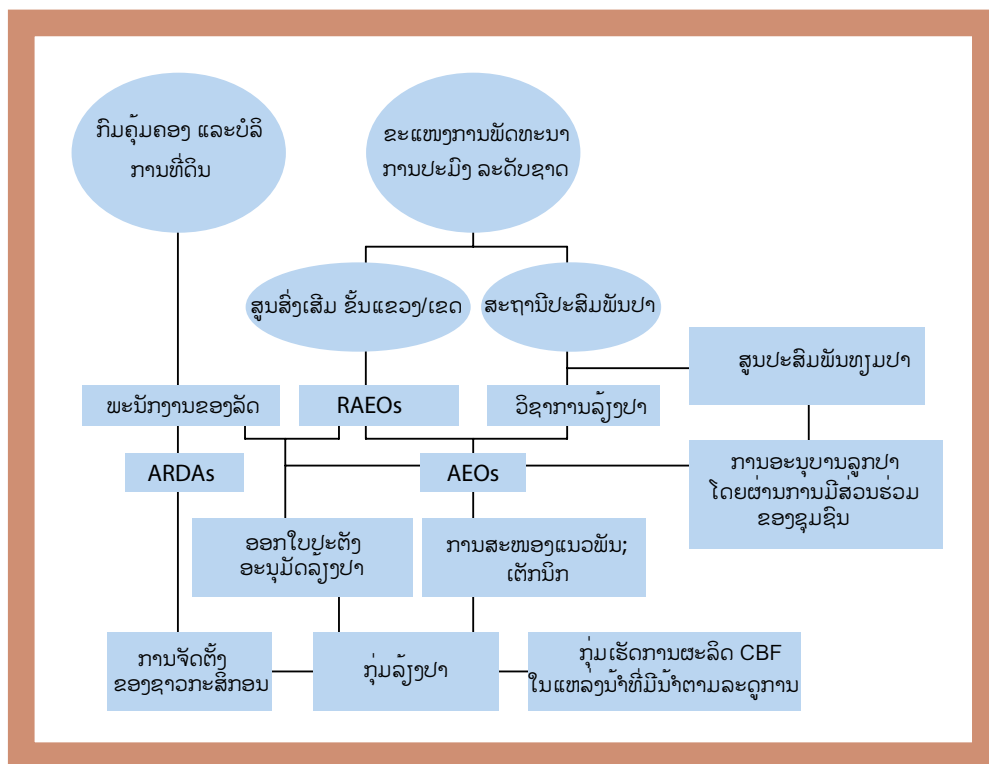 ກົມຄຸ້ມຄອງ ແລະບໍລິ
ການທີ່ດິນ
ຂະແໜງການພັດທະນາ
ການປະມົງ ລະດັບຊາດ
ສູນສົ່ງເສີມ ຂັ້ນແຂວງ/ເຂດ
ສະຖານີປະສົມພັນປາ
ສູນປະສົມພັນທຽມປາ
ພະນັກງານຂອງລັດ
RAEOs
ວິຊາການລ້ຽງປາ
ARDAs
AEOs
ການອະນຸບານລູກປາ
ໂດຍຜ່ານການມີສ່ວນຮ່ວມ
ຂອງຊຸມຊົນ
ອອກໃບປະຕັງ
ອະນຸມັດລ້ຽງປາ
ການສະໜອງແນວພັນ;
ເຕັກນິກ
ການຈັດຕັ້ງ
ຂອງຊາວກະສິກອນ
ກຸ່ມລ້ຽງປາ
ກຸ່ມເຮັດການຜະລິດ CBF
ໃນແຫລ່ງນ້ຳທີ່ມີນ້ຳຕາມລະດູການ